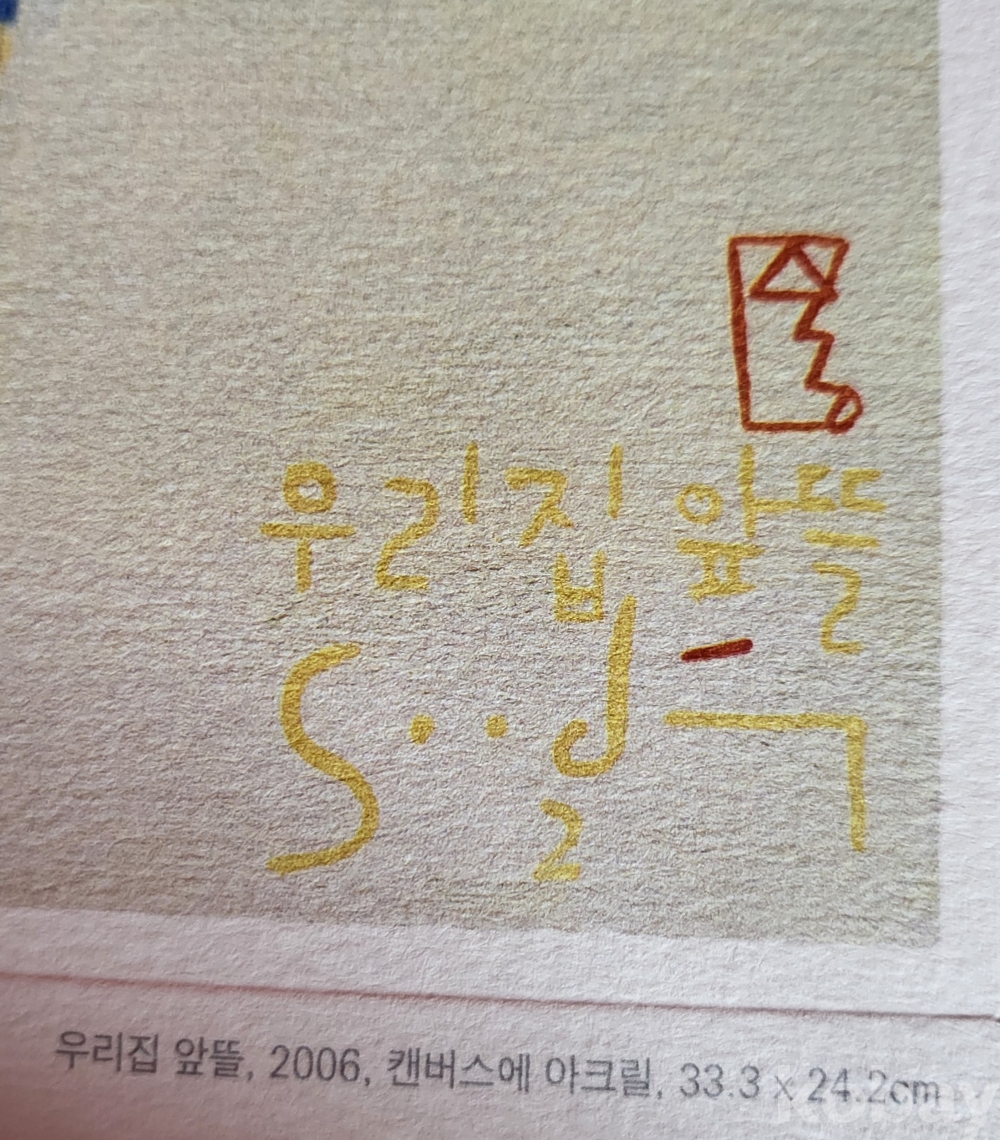 우리집 앞뜰
우리집 앞뜰, 2006, 캔버스에 아크릴, 33.3 x 24.2cm